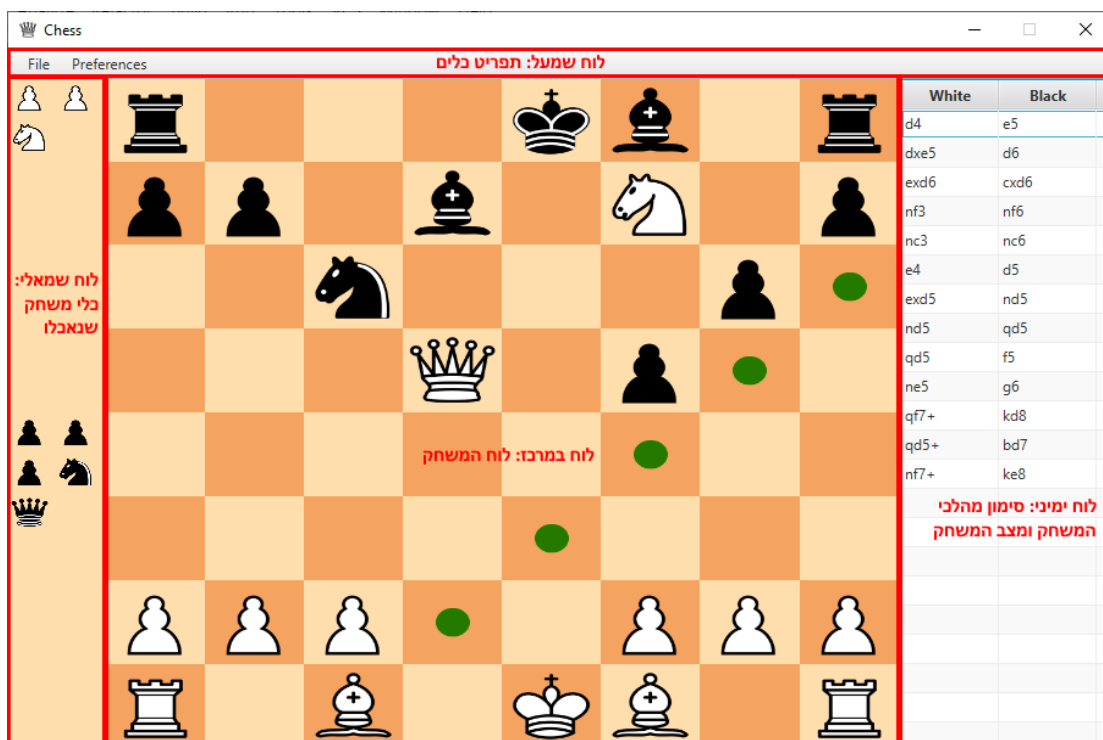 Chess
File Preferences
לוח שמעל: תפריט כלים
לוח שמאלי:
כלי משחק
שנאכלו
לוח במרכז: לוח המשחק
White Black
d4 e5
dxe5 d6
exd6 cxd6
nf3 nf6
nc3 nc6
e4 d5
exd5 nd5
nd5 qd5
qd5 f5
ne5 g6
qf7+ kd8
qd5+ bd7
nf7+ ke8
לוח ימיני: סימון מהלכי
המשחק ומצב המשחק